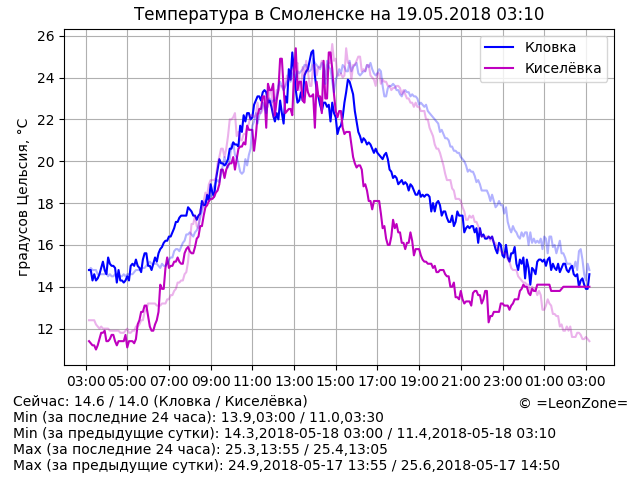 Температура в Смоленске на 19.05.2018 03:10
градусов Цельсия, °C
26
24
22
20
18
16
14
12
Кловка
Киселёвка
03:00 05:00 07:00 09:00 11:00 13:00 15:00 17:00 19:00 21:00 23:00 01:00 03:00
Сейчас: 14.6 / 14.0 (Кловка / Киселёвка)
© =LeonZone=
Min (за последние 24 часа): 13.9,03:00 / 11.0,03:30
Min (за предыдущие сутки): 14.3,2018-05-18 03:00 / 11.4,2018-05-18 03:10
Max (за последние 24 часа): 25.3,13:55 / 25.4,13:05
Max (за предыдущие сутки): 24.9,2018-05-17 13:55 / 25.6,2018-05-17 14:50